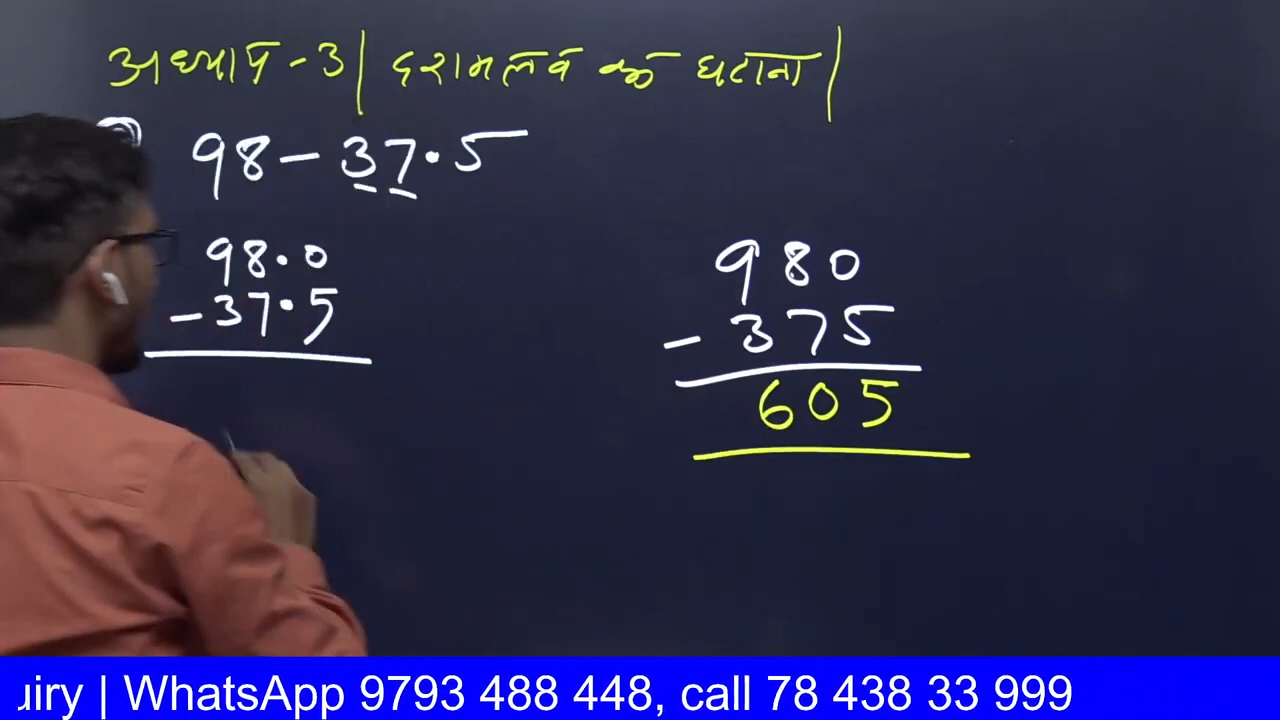 अध्याय - 3 | दशमलव का घटाना |
98 - 37.5
98.0
- 37.5
980
- 375
605
uiry | WhatsApp 9793 488 448, call 78 438 33 999